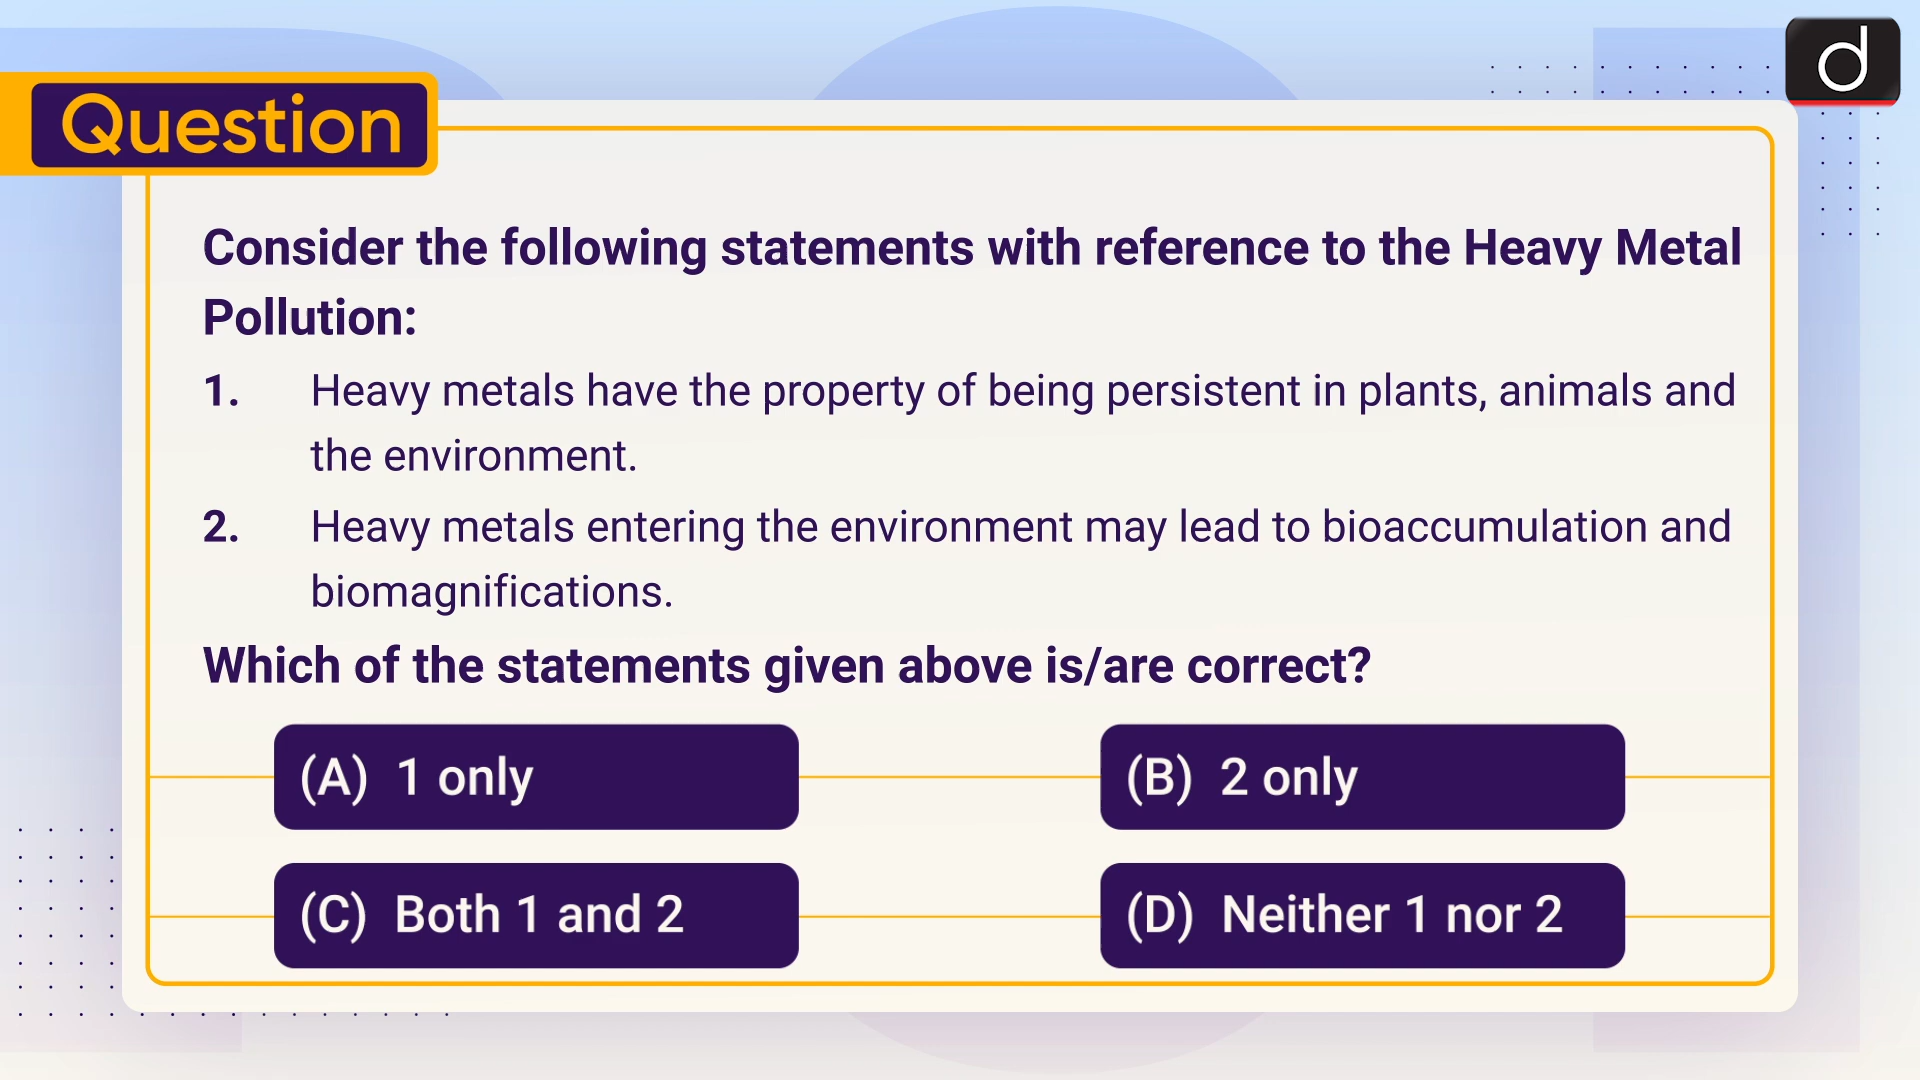 Question
Consider the following statements with reference to the Heavy Metal
Pollution:
1. Heavy metals have the property of being persistent in plants, animals and
the environment.
2. Heavy metals entering the environment may lead to bioaccumulation and
biomagnifications.
Which of the statements given above is/are correct?
(A) 1 only
(B) 2 only
(C) Both 1 and 2
(D) Neither 1 nor 2
d